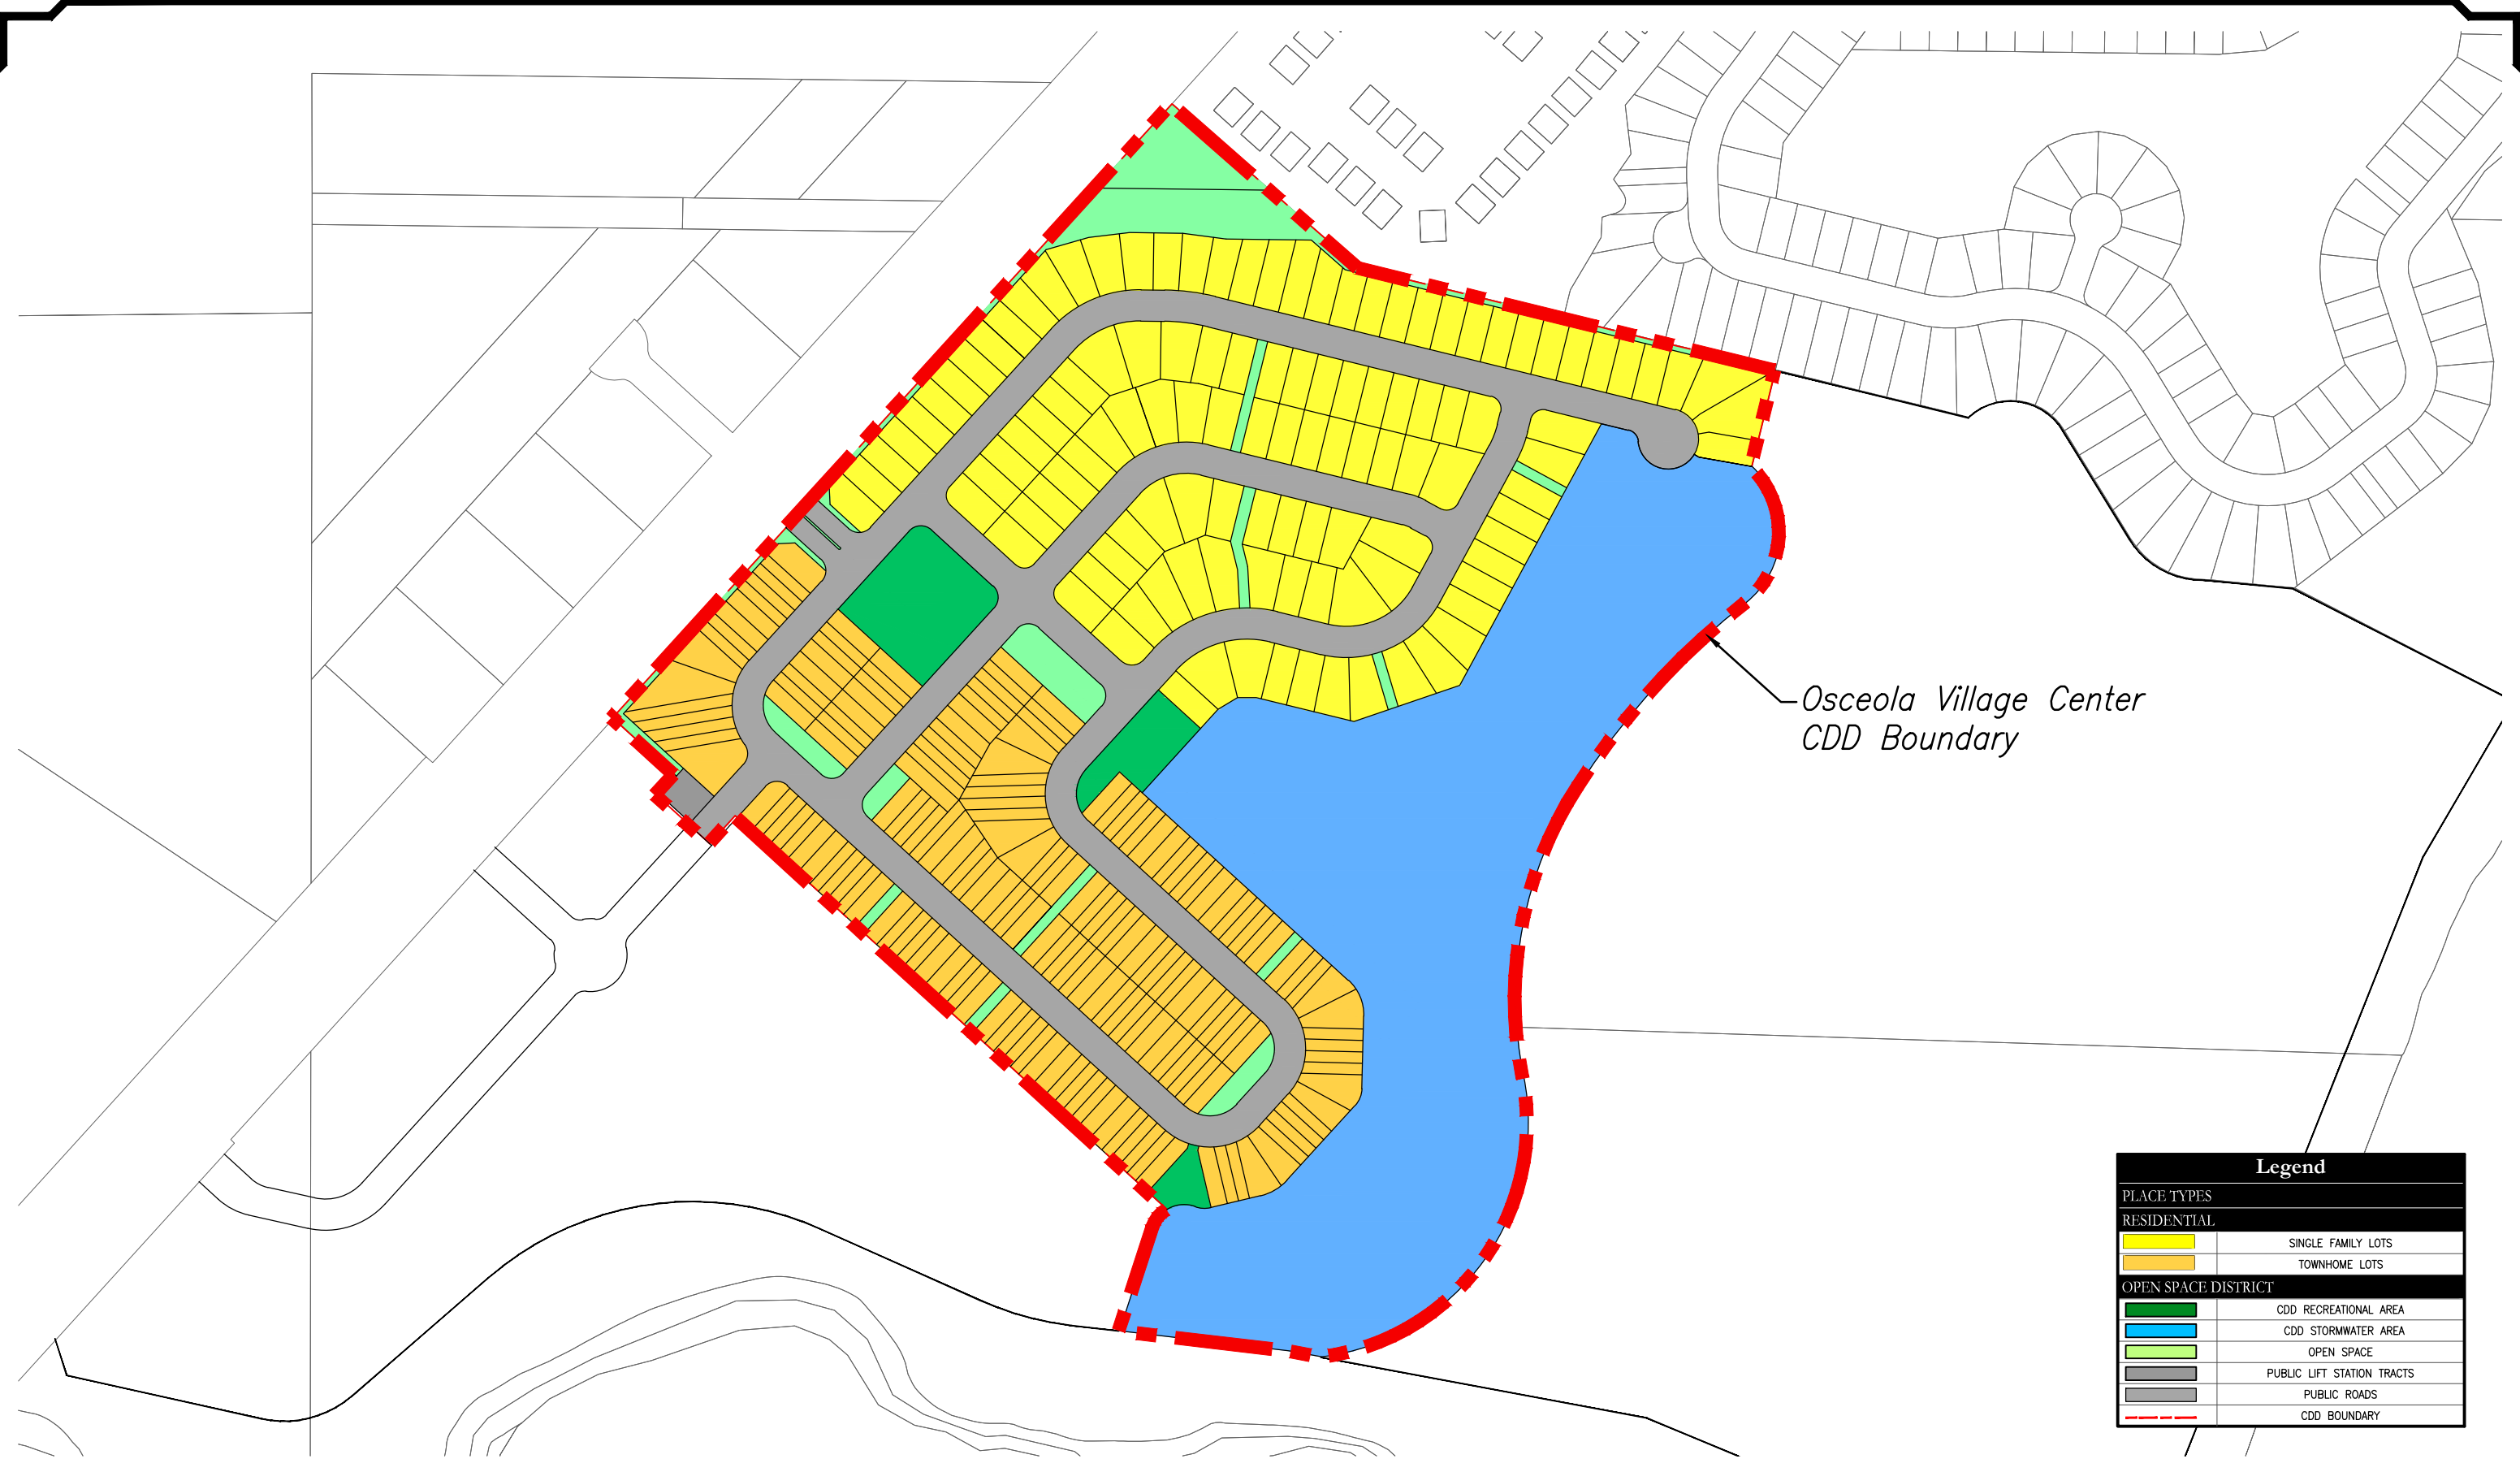 Osceola Village Center
CDD Boundary
Legend
PLACE TYPES
RESIDENTIAL
SINGLE FAMILY LOTS
TOWNHOME LOTS
OPEN SPACE DISTRICT
CDD RECREATIONAL AREA
CDD STORMWATER AREA
OPEN SPACE
PUBLIC LIFT STATION TRACTS
PUBLIC ROADS
CDD BOUNDARY